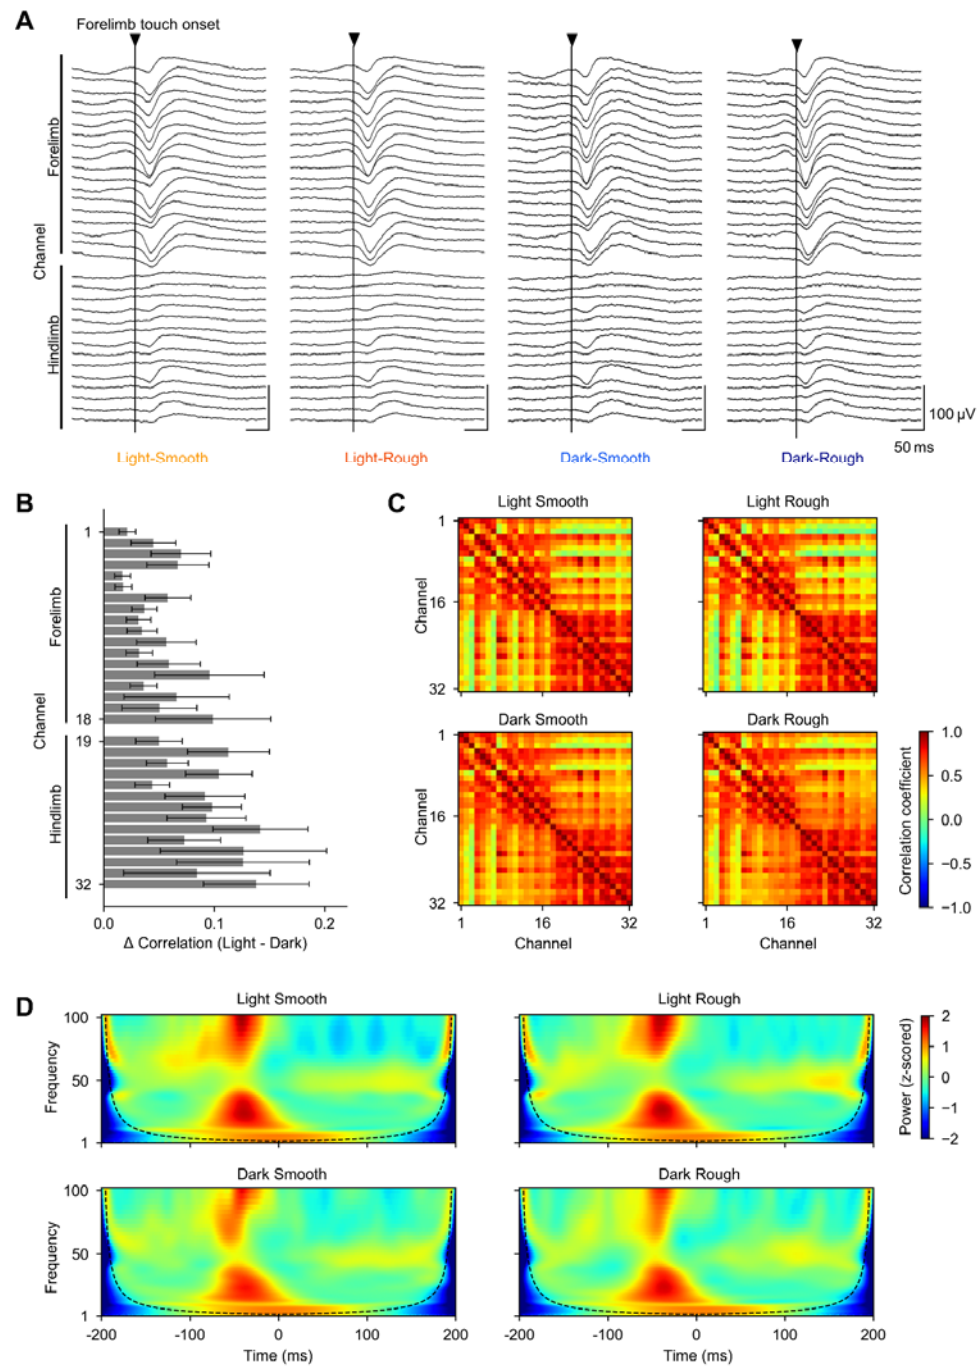 A
Forelimb touch onset
Channel
Forelimb
Hindlimb
100 µV
50 ms
Light-Smooth
Light-Rough
Dark-Smooth
Dark-Rough
B
Channel
Forelimb
Hindlimb
1
18
19
32
0.0
0.1
0.2
Δ Correlation (Light - Dark)
C
Light Smooth
Light Rough
1
16
32
Channel
1
16
32
Dark Smooth
Dark Rough
1
16
32
Channel
1
16
32
Channel
1
16
32
Channel
1.0
0.5
0.0
−0.5
−1.0
Correlation coefficient
D
Light Smooth
Light Rough
100
50
1
Frequency
2
1
0
−1
−2
Power (z-scored)
Dark Smooth
Dark Rough
100
50
1
Frequency
-200
-100
0
100
200
Time (ms)
-200
-100
0
100
200
Time (ms)